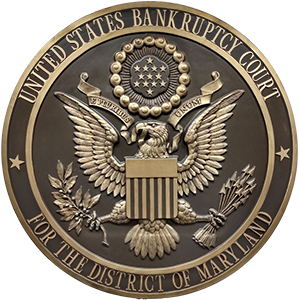 UNITED STATES BANKRUPTCY COURT
E PLURIBUS UNUM
FOR THE DISTRICT OF MARYLAND